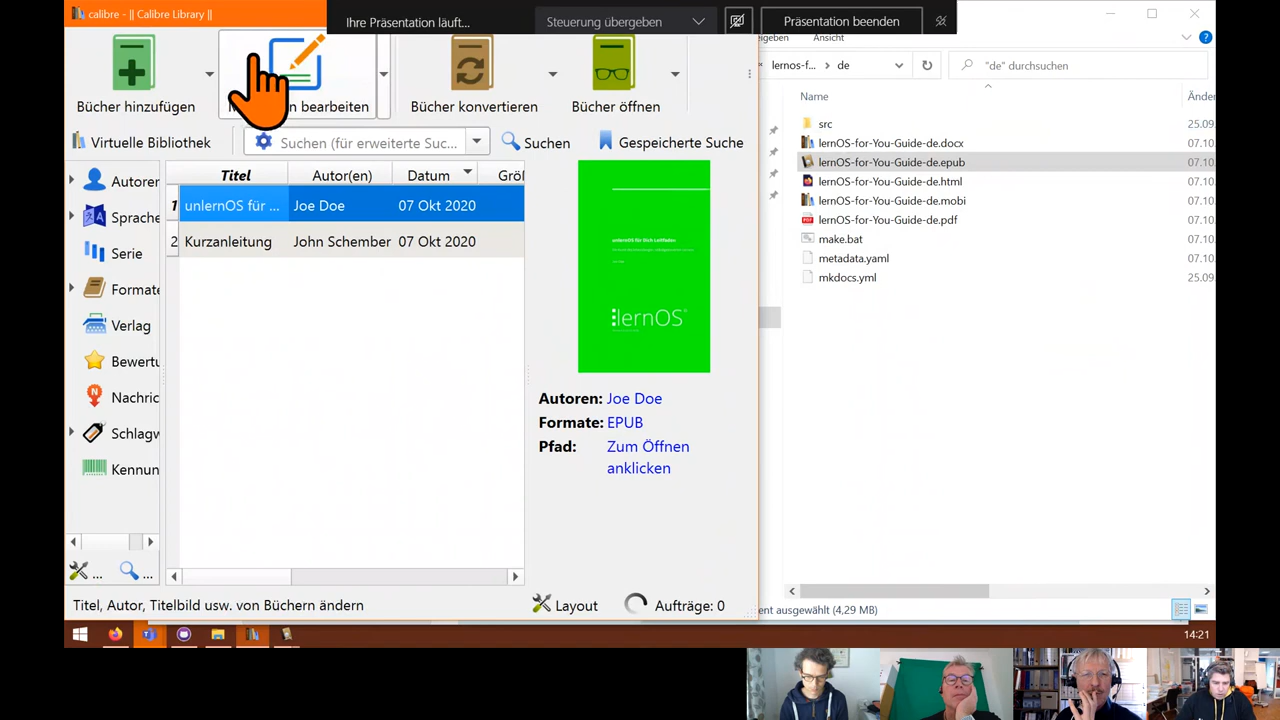 calibre - || Calibre Library ||
Ihre Präsentation läuft...
Steuerung übergeben
Präsentation beenden
Ansicht
Bücher hinzufügen
bearbeiten
Bücher konvertieren
Bücher öffnen
lernos-f...
de
"de" durchsuchen
Virtuelle Bibliothek
Suchen (für erweiterte Suc...
Suchen
Gespeicherte Suche
Name
Autoren
Sprache
Serie
Formate
Verlag
Bewertu
Nachric
Schlagw
Kennun
Titel Autor(en) Datum
1 unlernOS für ... Joe Doe 07 Okt 2020
2 Kurzanleitung John Schember 07 Okt 2020
unlernOS für Dich Leitfaden
lernOS
Autoren: Joe Doe
Formate: EPUB
Pfad: Zum Öffnen
anklicken
src 25.09
lernOS-for-You-Guide-de.docx 07.10.
lernOS-for-You-Guide-de.epub 07.10.
lernOS-for-You-Guide-de.html 07.10.
lernOS-for-You-Guide-de.mobi 07.10.
lernOS-for-You-Guide-de.pdf 07.10.
make.bat 07.10.
metadata.yaml 07.10.
mkdocs.yml 25.09
Titel, Autor, Titelbild usw. von Büchern ändern
Layout
Aufträge: 0
ausgewählt (4,29 MB)
14:21